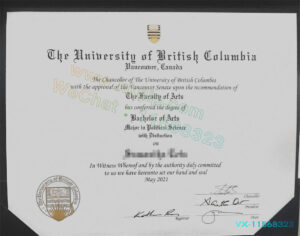 The University of British Columbia
Vancouver, Canada
The Chancellor of The University of British Columbia
with the approval of the Vancouver Senate upon the recommendation of
The Faculty of Arts
has conferred the degree of
Bachelor of Arts
Major in Political Science
with Distinction
on
In Witness Whereof and by the authority duly committed
to us we have hereunto set our hand and seal
May 2021
Chancellor
VX-11568323